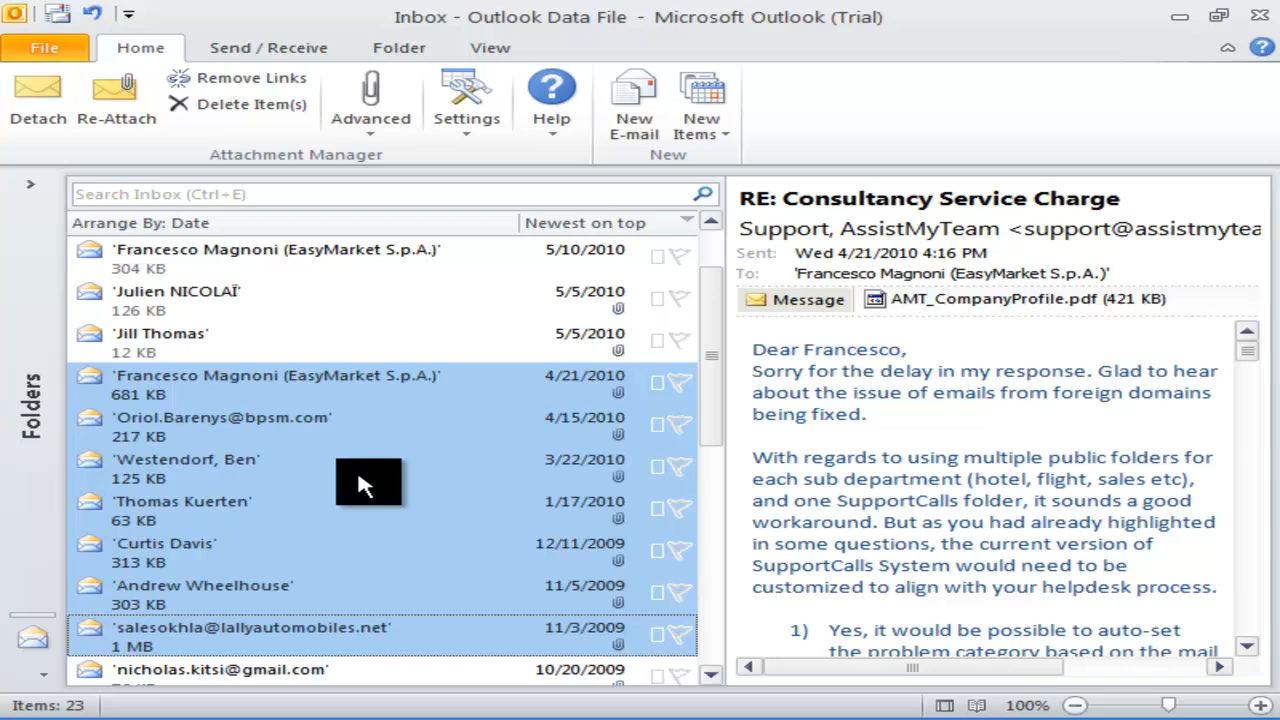 Inbox - Outlook Data File - Microsoft Outlook (Trial)
File Home Send / Receive Folder View
Detach
Re-Attach
Remove Links
Delete Item(s)
Advanced
Settings
Help
New E-mail
New Items
Attachment Manager
New
Search Inbox (Ctrl+E)
Arrange By: Date Newest on top
'Francesco Magnoni (EasyMarket S.p.A.)' 5/10/2010
304 KB
'Julien NICOLAÏ' 5/5/2010
126 KB
'Jill Thomas' 5/5/2010
12 KB
'Francesco Magnoni (EasyMarket S.p.A.)' 4/21/2010
681 KB
'Oriol.Barenys@bpsm.com' 4/15/2010
217 KB
'Westendorf, Ben' 3/22/2010
125 KB
'Thomas Kuerten' 1/17/2010
63 KB
'Curtis Davis' 12/11/2009
313 KB
'Andrew Wheelhouse' 11/5/2009
303 KB
'salesokhla@lallyautomobiles.net' 11/3/2009
1 MB
'nicholas.kitsi@gmail.com' 10/20/2009
Folders
RE: Consultancy Service Charge
Support, AssistMyTeam <support@assistmytea
Sent: Wed 4/21/2010 4:16 PM
To: 'Francesco Magnoni (EasyMarket S.p.A.)'
Message AMT_CompanyProfile.pdf (421 KB)
Dear Francesco,
Sorry for the delay in my response. Glad to hear
about the issue of emails from foreign domains
being fixed.
With regards to using multiple public folders for
each sub department (hotel, flight, sales etc),
and one SupportCalls folder, it sounds a good
workaround. But as you had already highlighted
in some questions, the current version of
SupportCalls System would need to be
customized to align with your helpdesk process.
1) Yes, it would be possible to auto-set
the problem category based on the mail
Items: 23 100%